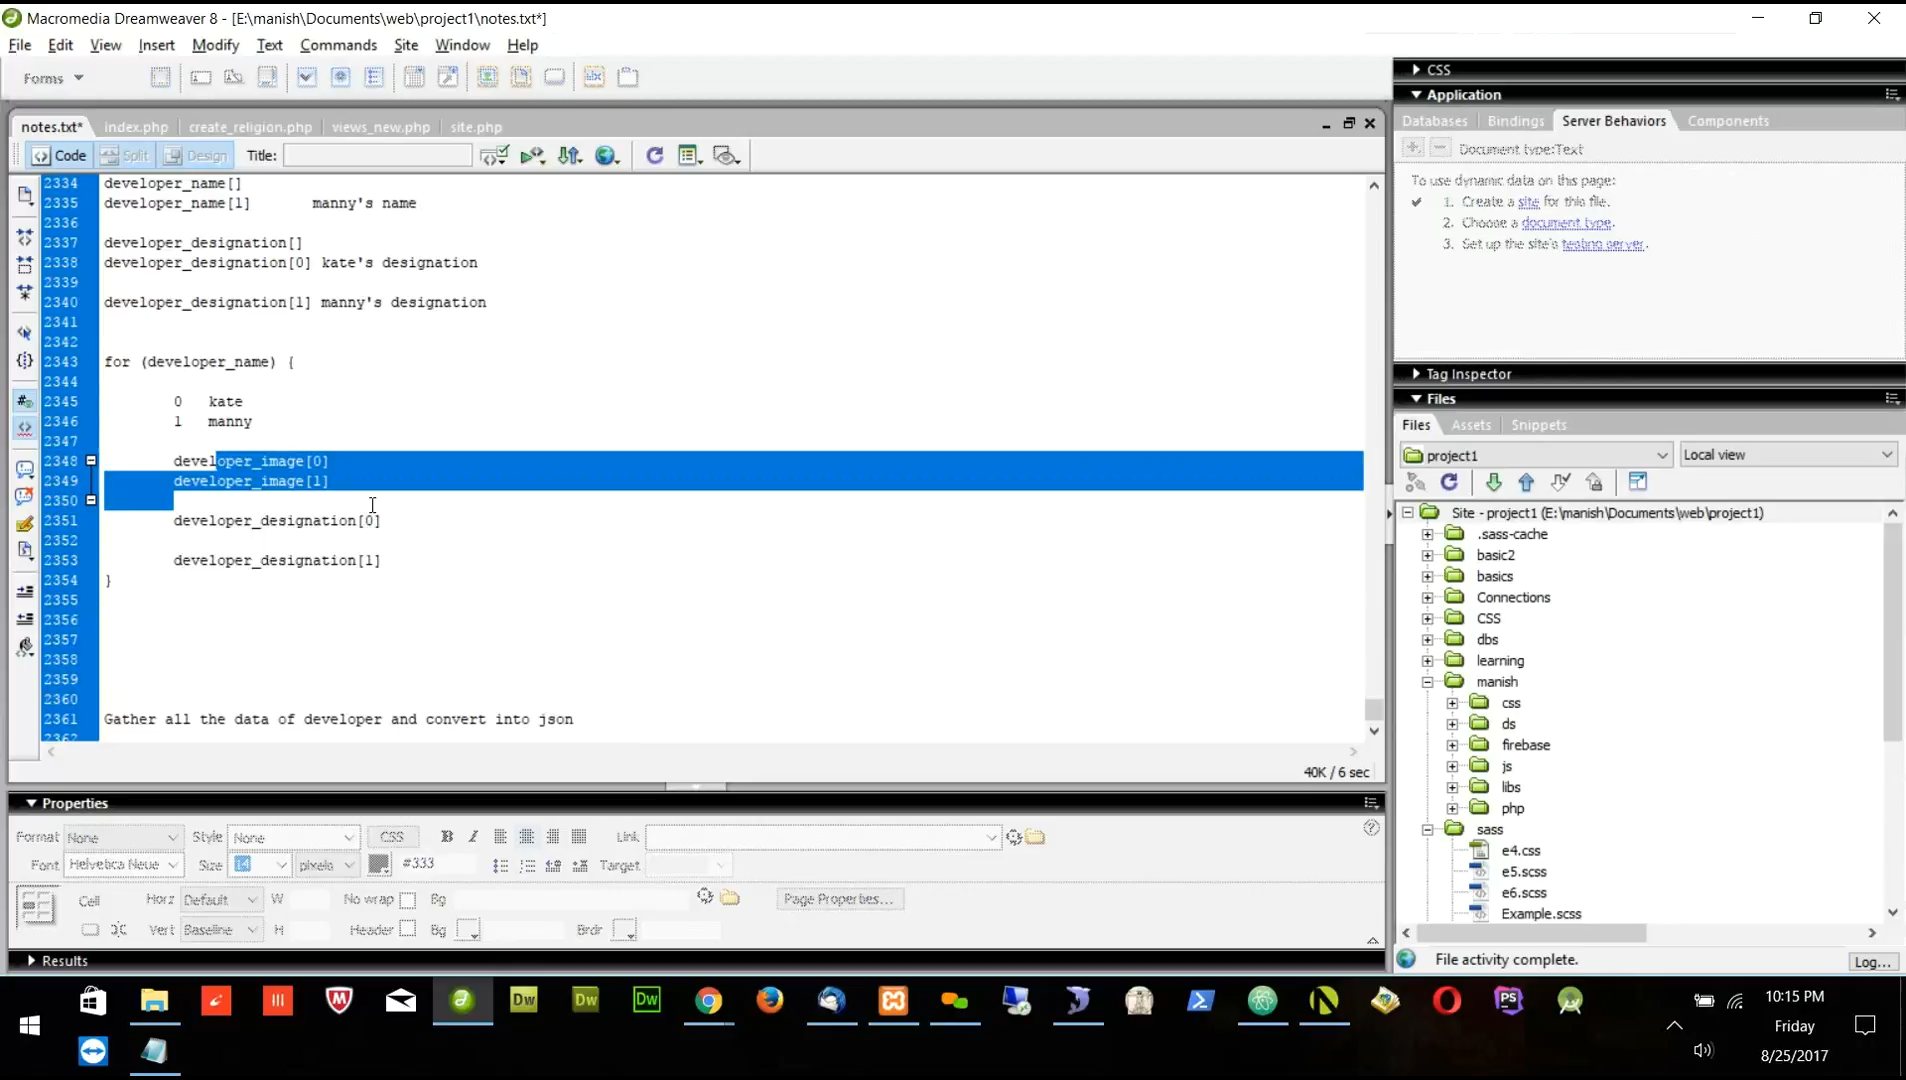 Macromedia Dreamweaver 8 - [E:\manish\Documents\web\project1\notes.txt*]
File Edit View Insert Modify Text Commands Site Window Help
Forms
notes.txt* index.php create_religion.php views_new.php site.php
Code Split Design Title:
2334 developer_name[]
2335 developer_name[1] manny's name
2336
2337 developer_designation[]
2338 developer_designation[0] kate's designation
2339
2340 developer_designation[1] manny's designation
2341
2342
2343 for (developer_name) {
2344
2345 0 kate
2346 1 manny
2347
2348 developer_image[0]
2349 developer_image[1]
2350
2351 developer_designation[0]
2352
2353 developer_designation[1]
2354 }
2355
2356
2357
2358
2359
2360
2361 Gather all the data of developer and convert into json
2362
40K / 6 sec
Properties
Format None Style None CSS B I Link
Font Helvetica Neue Size 14 pixels #333 Target
Cell Horz Default W No wrap Bg Page Properties...
Vert Baseline H Header Bg Brdr
Results
CSS
Application
Databases Bindings Server Behaviors Components
Document type:Text
To use dynamic data on this page:
1. Create a site for this file.
2. Choose a document type.
3. Set up the site's testing server.
Tag Inspector
Files
Files Assets Snippets
project1 Local view
Site - project1 (E:\manish\Documents\web\project1)
.sass-cache
basic2
basics
Connections
CSS
dbs
learning
manish
css
ds
firebase
js
libs
php
sass
e4.css
e5.scss
e6.scss
Example.scss
File activity complete. Log...
Dw Dw Dw PS
10:15 PM
Friday
8/25/2017